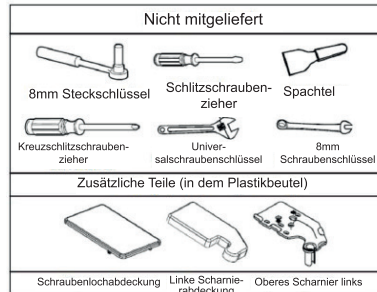 Nicht mitgeliefert
8mm Steckschlüssel
Schlitzschrauben-
zieher
Spachtel
Kreuzschlitzschrauben-
zieher
Univer-
salschraubenschlüssel
8mm
Schraubenschlüssel
Zusätzliche Teile (in dem Plastikbeutel)
Schraubenlochabdeckung
Linke Scharnie-
rabdeckung
Oberes Scharnier links